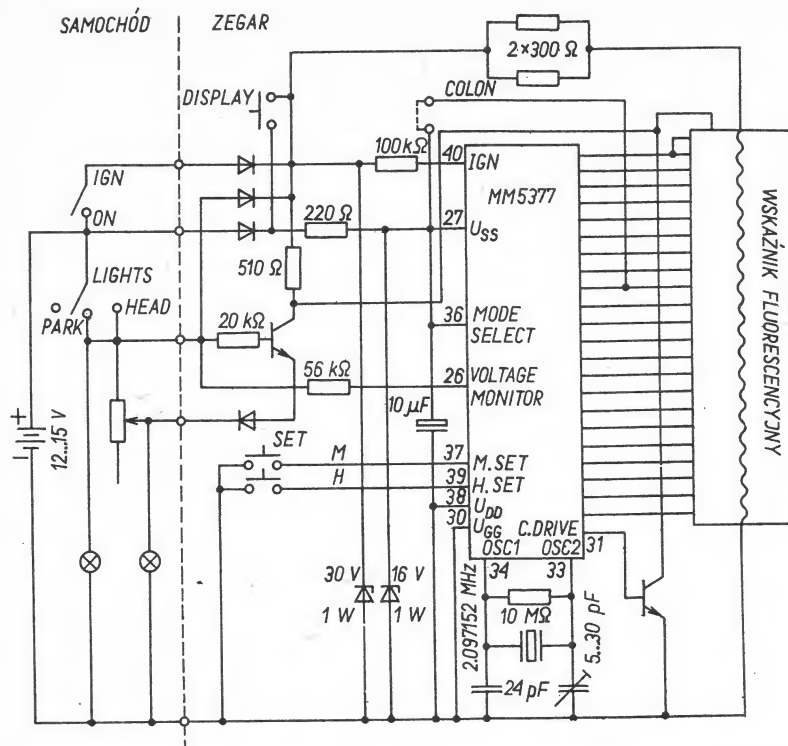 SAMOCHÓD
ZEGAR
2×300 Ω
DISPLAY
COLON
100 kΩ
40
IGN
IGN
MM5377
ON
220 Ω
27
USS
510 Ω
LIGHTS
HEAD
PARK
20 kΩ
36
MODE
SELECT
56 kΩ
26
VOLTAGE
MONITOR
10 µF
+
−
12...15 V
SET
M
37
M. SET
H
39
H. SET
38
UDD
30
UGG
C.DRIVE
31
OSC1
OSC2
34
33
30 V
1 W
16 V
1 W
2.097152 MHz
10 MΩ
24 pF
5...30 pF
WSKAŹNIK FLUORESCENCYJNY